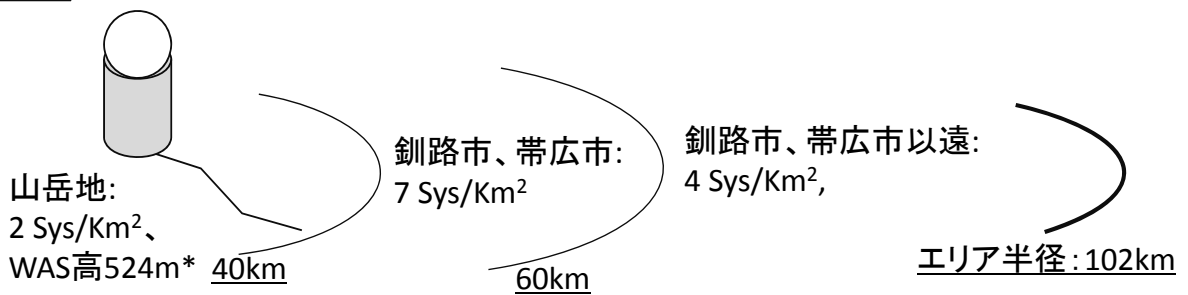 山岳地:
2 Sys/Km²、
WAS高524m*
40km
釧路市、帯広市:
7 Sys/Km²
60km
釧路市、帯広市以遠:
4 Sys/Km²,
エリア半径:102km